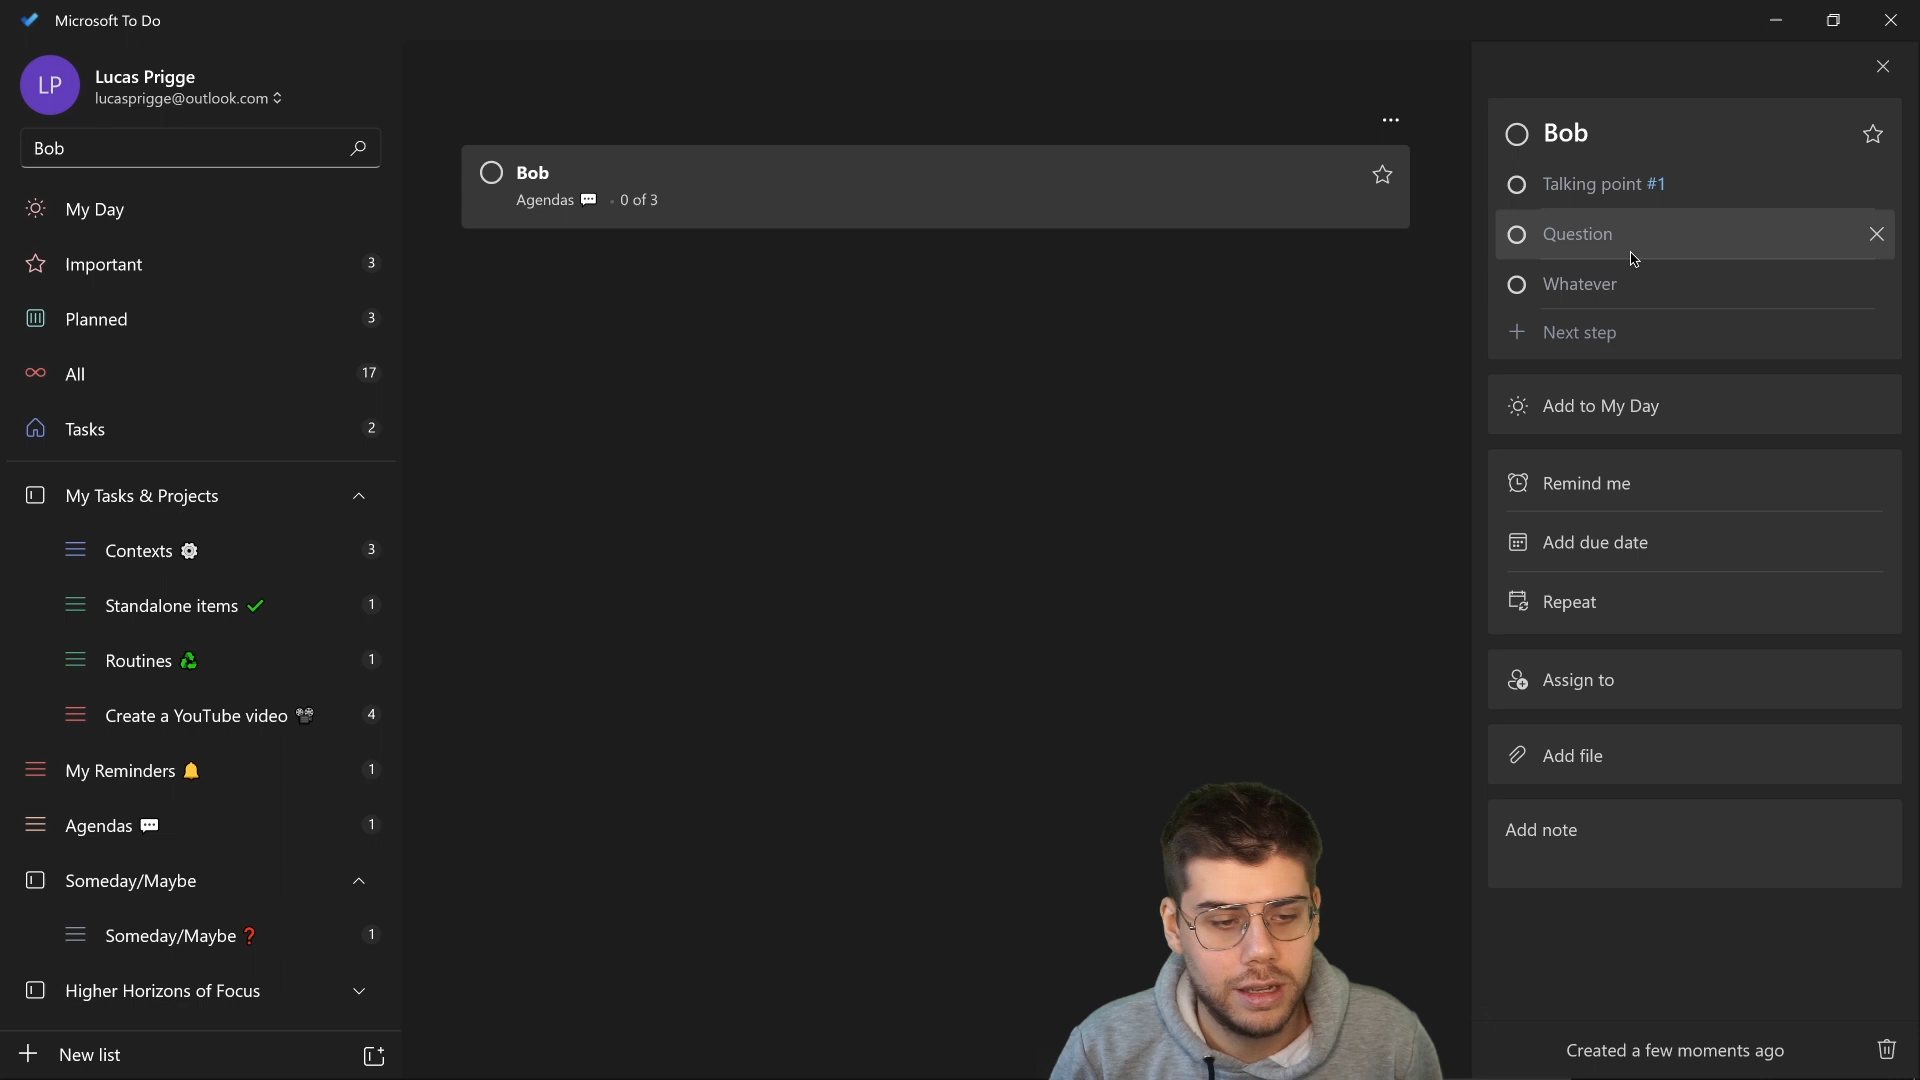 Microsoft To Do
LP
Lucas Prigge
lucasprigge@outlook.com
Bob
My Day
Important 3
Planned 3
All 17
Tasks 2
My Tasks & Projects
Contexts 3
Standalone items 1
Routines 1
Create a YouTube video 4
My Reminders 1
Agendas 1
Someday/Maybe
Someday/Maybe ❓ 1
Higher Horizons of Focus
New list
Bob
Agendas 💬 • 0 of 3
Bob
Talking point #1
Question
Whatever
Next step
Add to My Day
Remind me
Add due date
Repeat
Assign to
Add file
Add note
Created a few moments ago